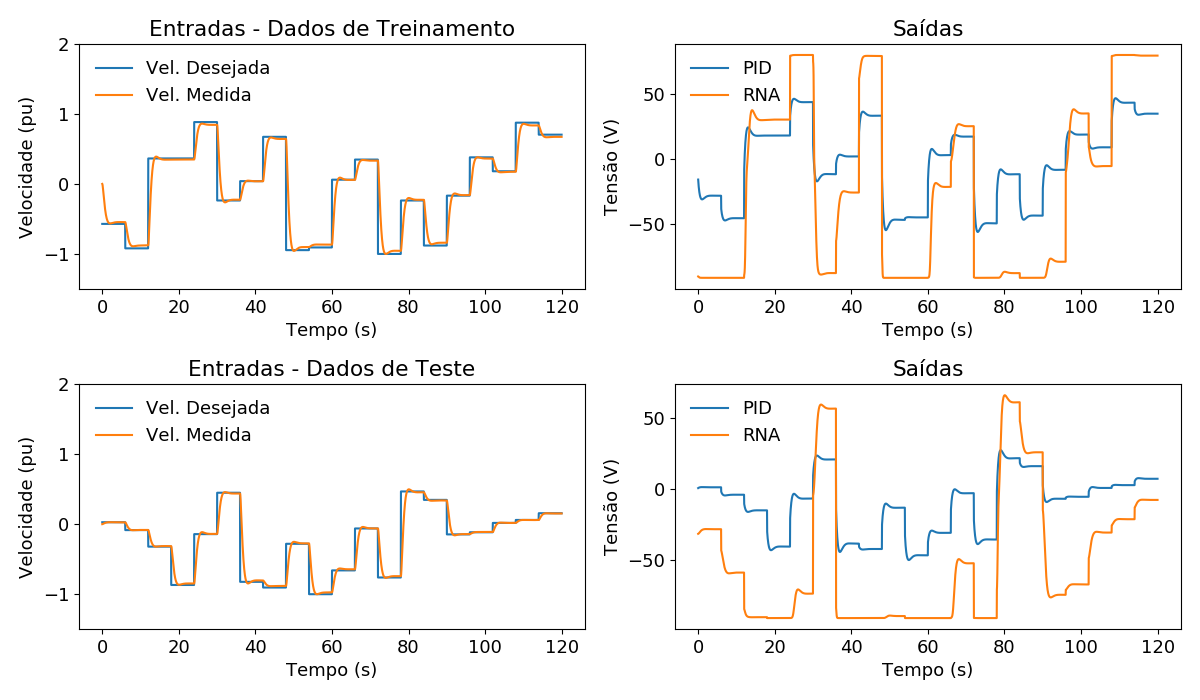 Entradas - Dados de Treinamento
Velocidade (pu)
2
1
0
−1
Vel. Desejada
Vel. Medida
0 20 40 60 80 100 120
Tempo (s)
Saídas
Tensão (V)
50
0
−50
PID
RNA
0 20 40 60 80 100 120
Tempo (s)
Entradas - Dados de Teste
Velocidade (pu)
2
1
0
−1
Vel. Desejada
Vel. Medida
0 20 40 60 80 100 120
Tempo (s)
Saídas
Tensão (V)
50
0
−50
PID
RNA
0 20 40 60 80 100 120
Tempo (s)